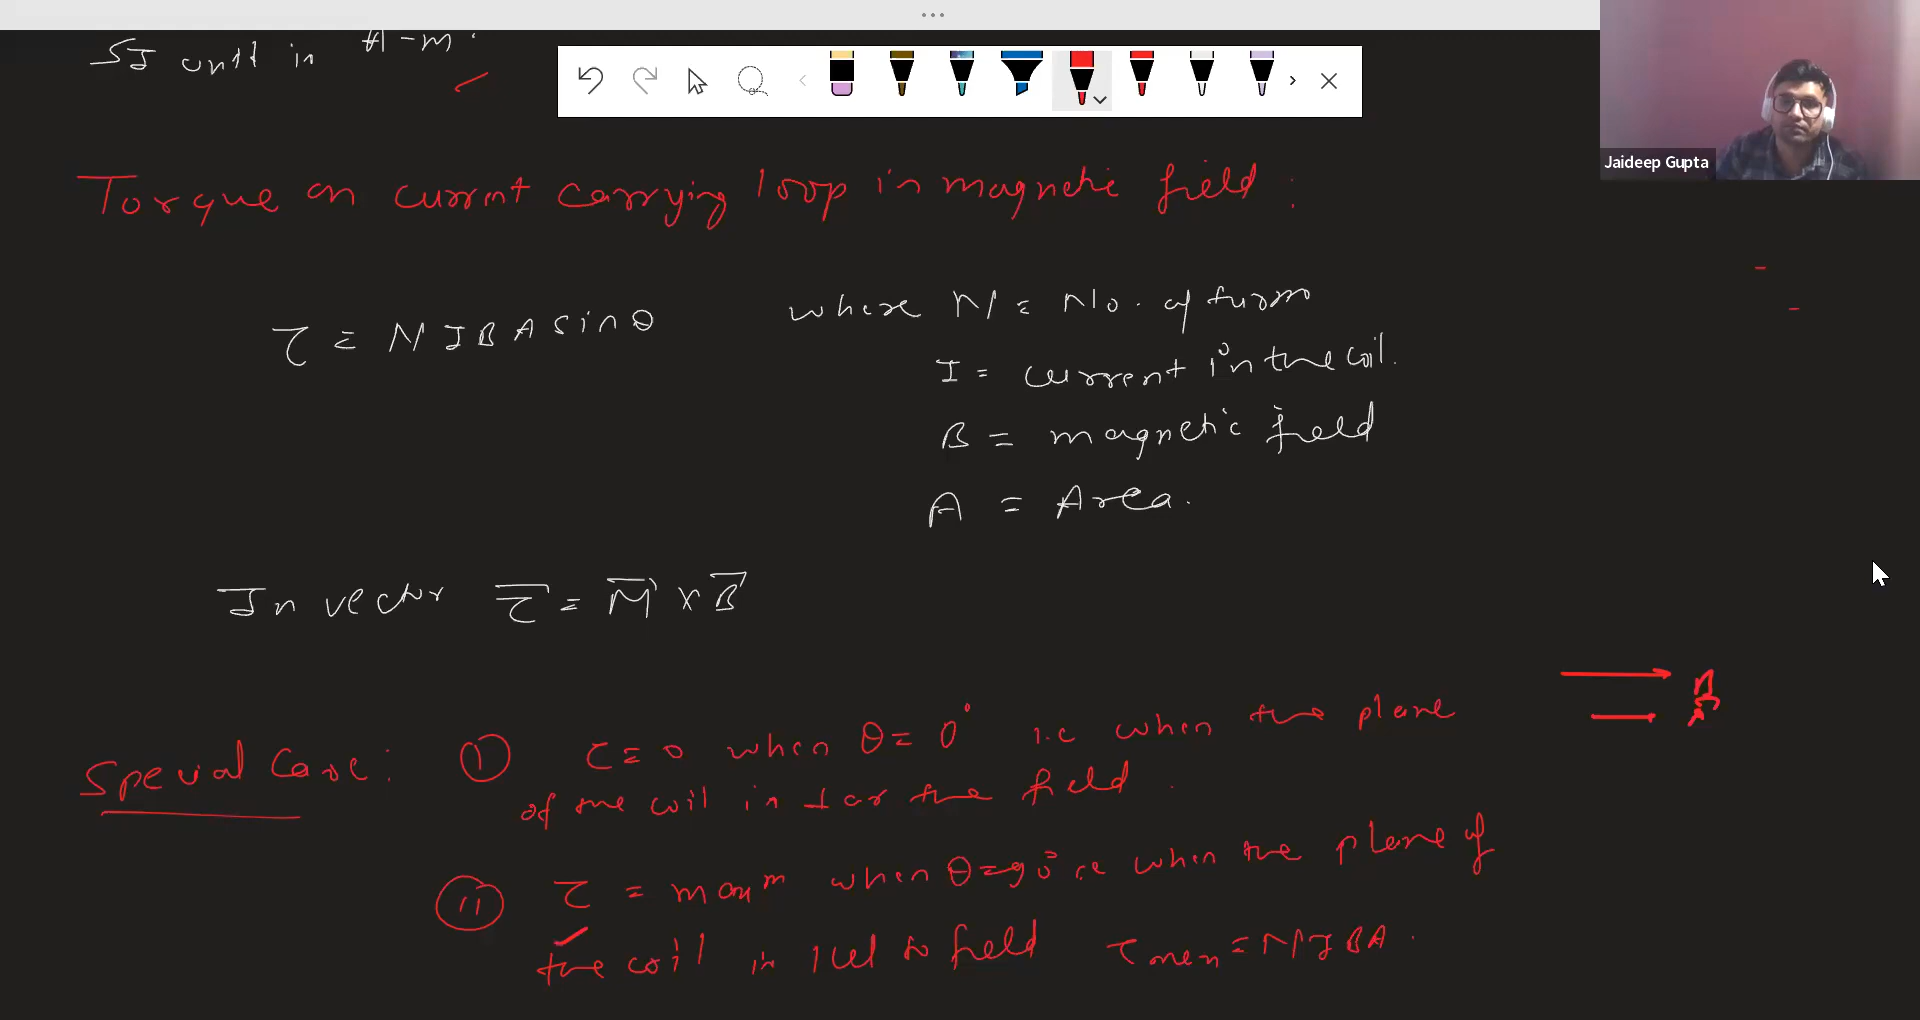 SI unit is A-m²
Jaideep Gupta
Torque on current carrying loop in magnetic field :
τ = NIBA sinθ
where N = No. of turns
I = current in the coil.
B = magnetic field
A = Area.
In vector τ⃗ = M⃗ × B⃗
Special Case : (i) τ = 0 when θ = 0° i.e when the plane
of the coil is ⊥ar the field.
(ii) τ = maxᵐ when θ = 90° i.e when the plane of
the coil is ||el to field τmax = NIBA.